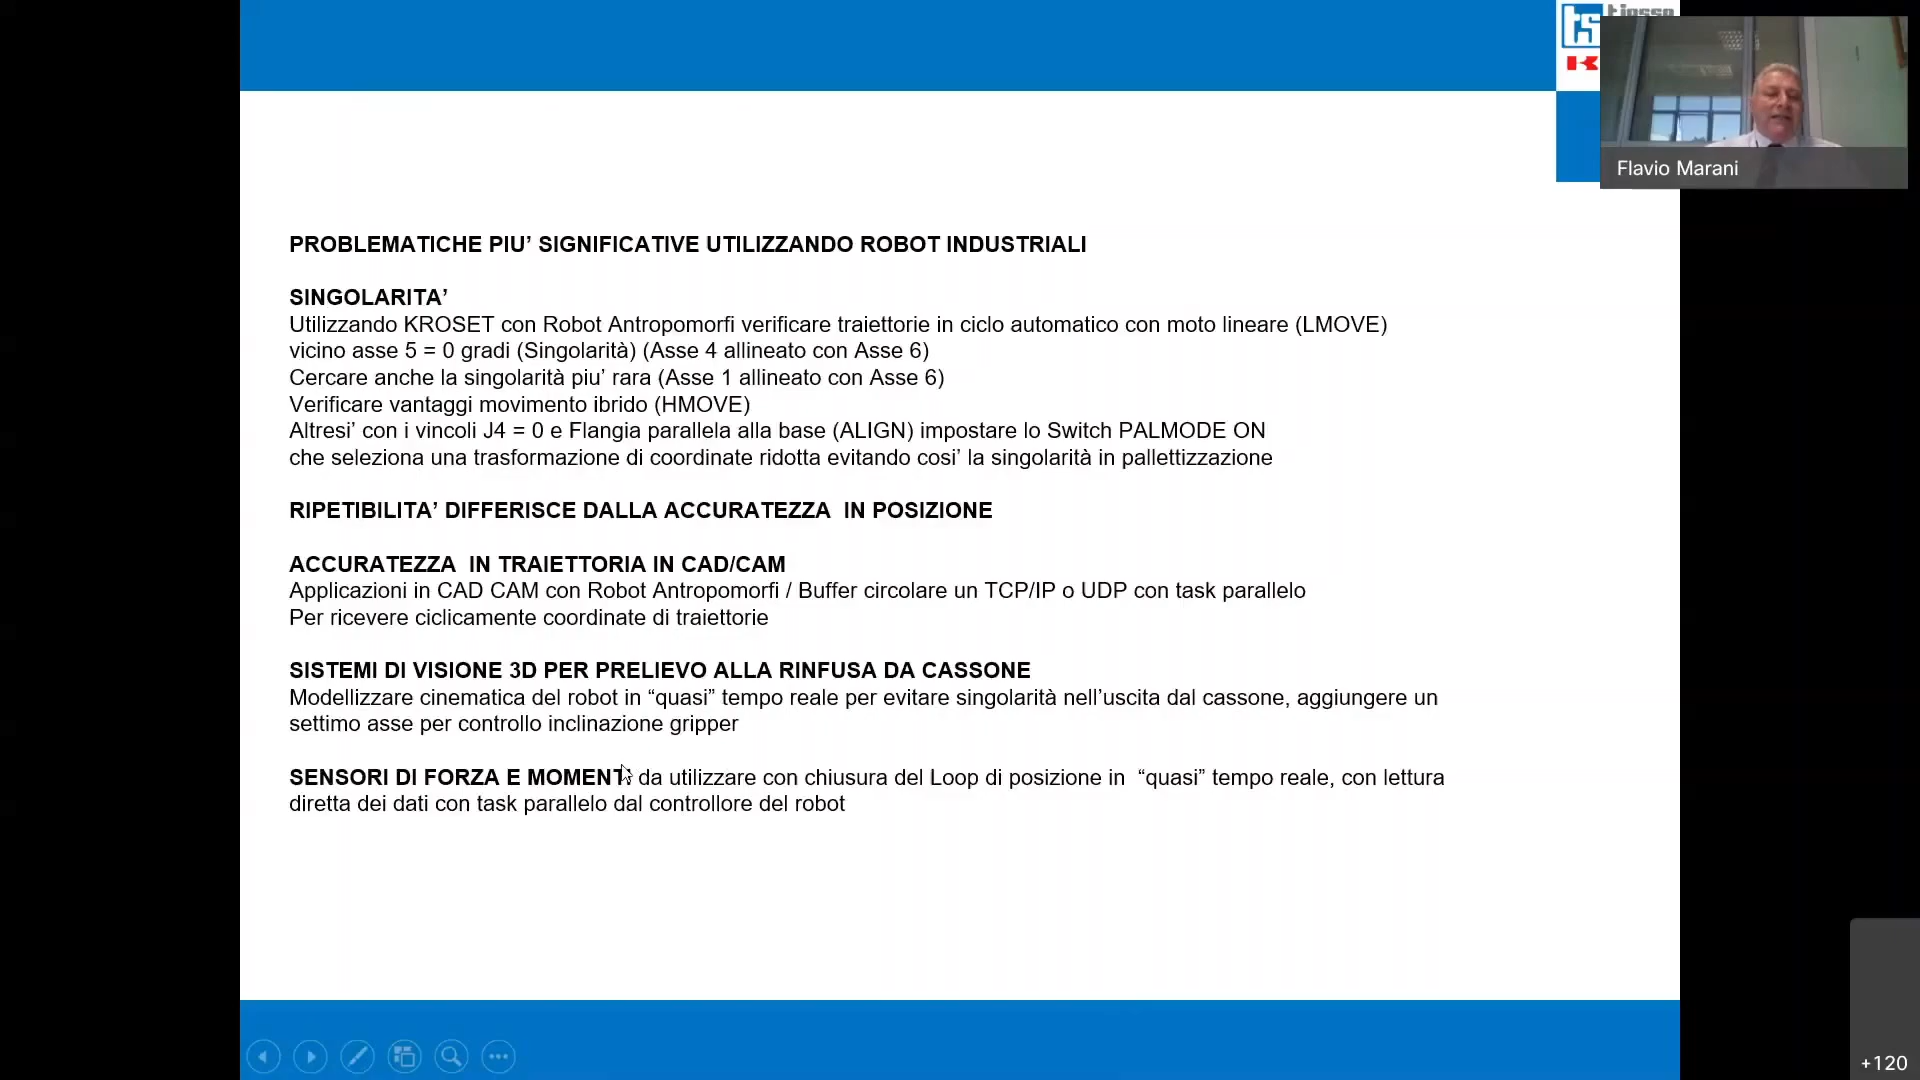 ts tiesse
Flavio Marani
PROBLEMATICHE PIU’ SIGNIFICATIVE UTILIZZANDO ROBOT INDUSTRIALI
SINGOLARITA’
Utilizzando KROSET con Robot Antropomorfi verificare traiettorie in ciclo automatico con moto lineare (LMOVE)
vicino asse 5 = 0 gradi (Singolarità) (Asse 4 allineato con Asse 6)
Cercare anche la singolarità piu’ rara (Asse 1 allineato con Asse 6)
Verificare vantaggi movimento ibrido (HMOVE)
Altresi’ con i vincoli J4 = 0 e Flangia parallela alla base (ALIGN) impostare lo Switch PALMODE ON
che seleziona una trasformazione di coordinate ridotta evitando cosi’ la singolarità in pallettizzazione
RIPETIBILITA’ DIFFERISCE DALLA ACCURATEZZA IN POSIZIONE
ACCURATEZZA IN TRAIETTORIA IN CAD/CAM
Applicazioni in CAD CAM con Robot Antropomorfi / Buffer circolare un TCP/IP o UDP con task parallelo
Per ricevere ciclicamente coordinate di traiettorie
SISTEMI DI VISIONE 3D PER PRELIEVO ALLA RINFUSA DA CASSONE
Modellizzare cinematica del robot in “quasi” tempo reale per evitare singolarità nell’uscita dal cassone, aggiungere un
settimo asse per controllo inclinazione gripper
SENSORI DI FORZA E MOMENTI da utilizzare con chiusura del Loop di posizione in “quasi” tempo reale, con lettura
diretta dei dati con task parallelo dal controllore del robot
+120